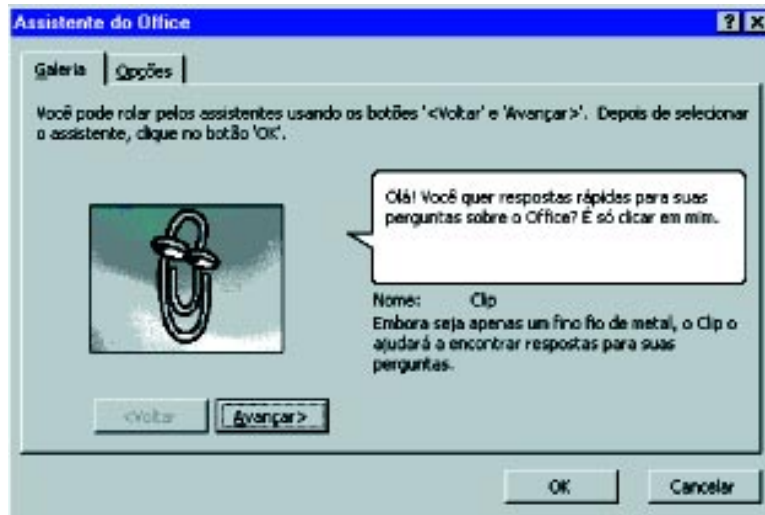 Assistente do Office
Galeria Opções
Você pode rolar pelos assistentes usando os botões '<Voltar' e 'Avançar>'. Depois de selecionar
o assistente, clique no botão 'OK'.
Olá! Você quer respostas rápidas para suas
perguntas sobre o Office? É só clicar em mim.
Nome: Clip
Embora seja apenas um fino fio de metal, o Clip o
ajudará a encontrar respostas para suas
perguntas.
<Voltar Avançar>
OK Cancelar